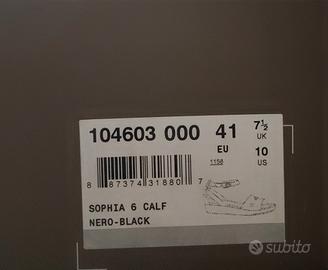 104603 000 41 7½
EU UK
1150 10
US
8 87374 31880 7
SOPHIA 6 CALF
NERO-BLACK
subito